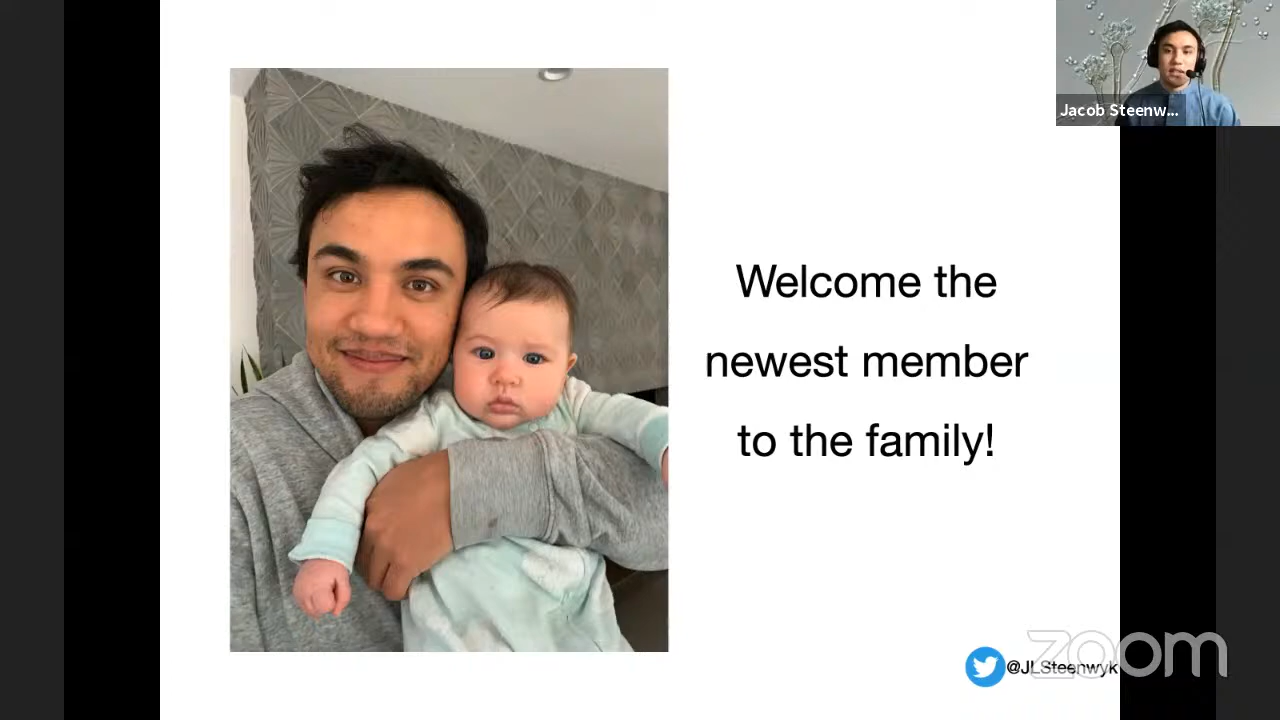 Jacob Steenw...
Welcome the
newest member
to the family!
@JLSteenwyk
zoom